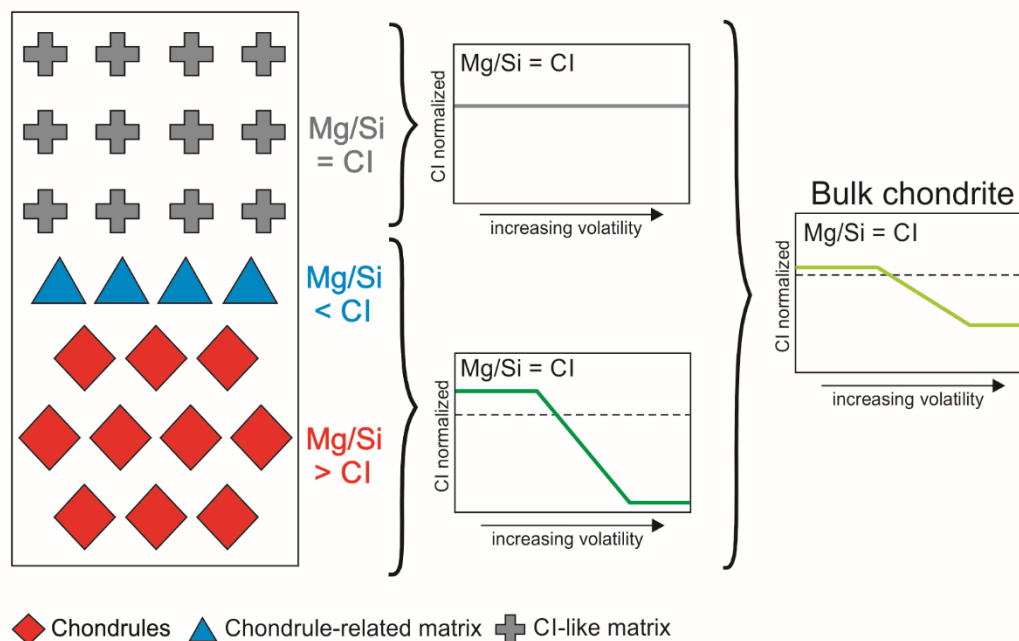 Mg/Si
= CI
Mg/Si
< CI
Mg/Si
> CI
Mg/Si = CI
CI normalized
increasing volatility
Mg/Si = CI
CI normalized
increasing volatility
Bulk chondrite
Mg/Si = CI
CI normalized
increasing volatility
Chondrules
Chondrule-related matrix
CI-like matrix